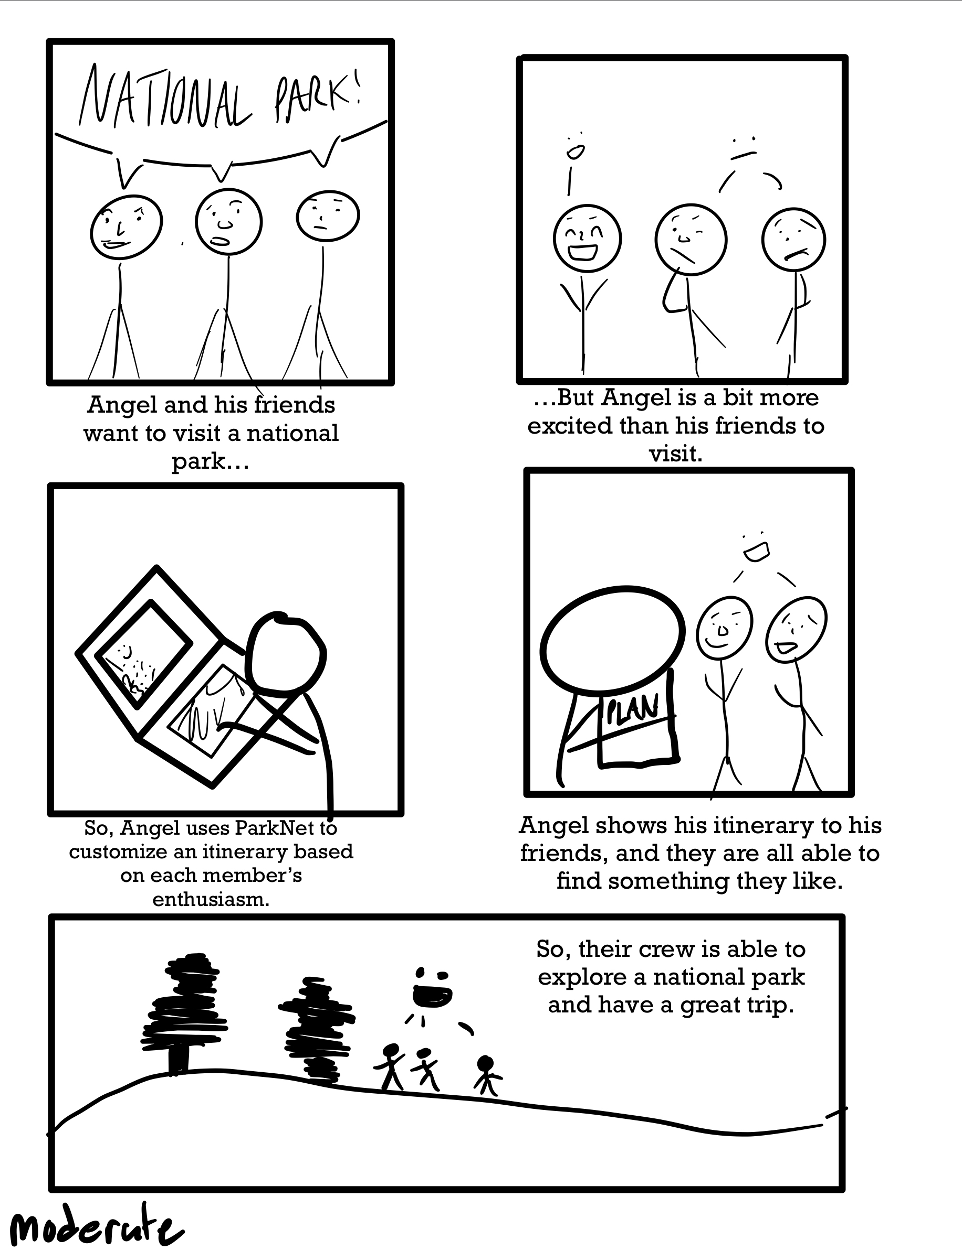 NATIONAL PARK!
Angel and his friends
want to visit a national
park...
...But Angel is a bit more
excited than his friends to
visit.
So, Angel uses ParkNet to
customize an itinerary based
on each member's
enthusiasm.
PLAN
Angel shows his itinerary to his
friends, and they are all able to
find something they like.
So, their crew is able to
explore a national park
and have a great trip.
moderate